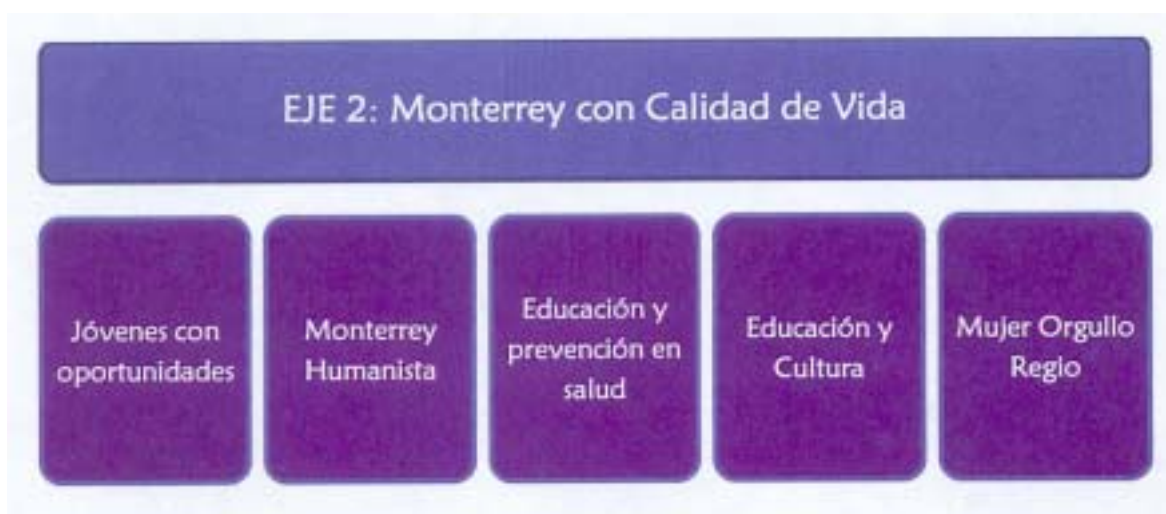 EJE 2: Monterrey con Calidad de Vida
Jóvenes con
oportunidades
Monterrey
Humanista
Educación y
prevención en
salud
Educación y
Cultura
Mujer Orgullo
Regio